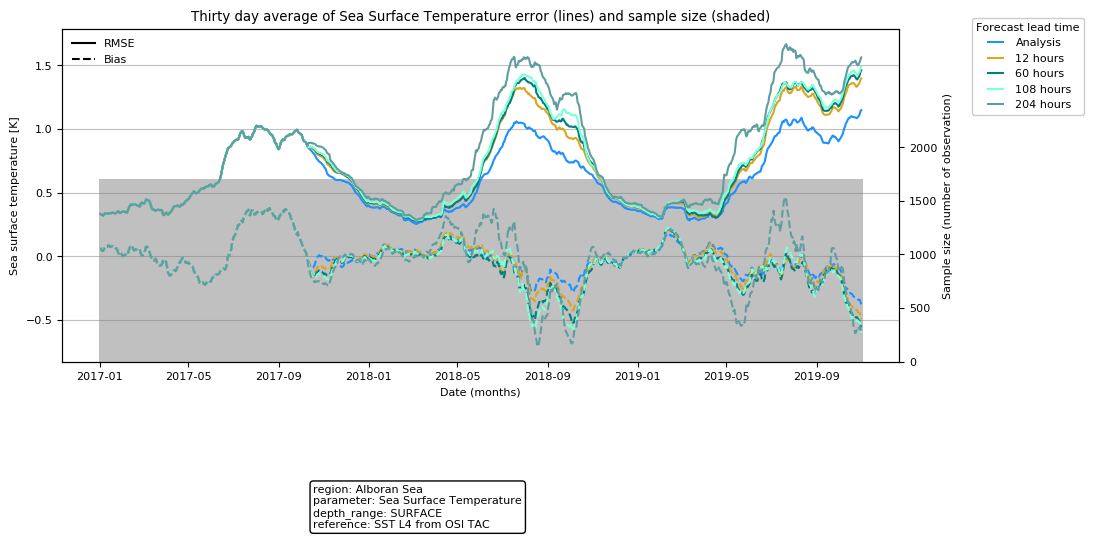 Thirty day average of Sea Surface Temperature error (lines) and sample size (shaded)
RMSE
Bias
Forecast lead time
Analysis
12 hours
60 hours
108 hours
204 hours
Sea surface temperature [K]
1.5
1.0
0.5
0.0
−0.5
Sample size (number of observation)
2000
1500
1000
500
0
2017-01 2017-05 2017-09 2018-01 2018-05 2018-09 2019-01 2019-05 2019-09
Date (months)
region: Alboran Sea
parameter: Sea Surface Temperature
depth_range: SURFACE
reference: SST L4 from OSI TAC